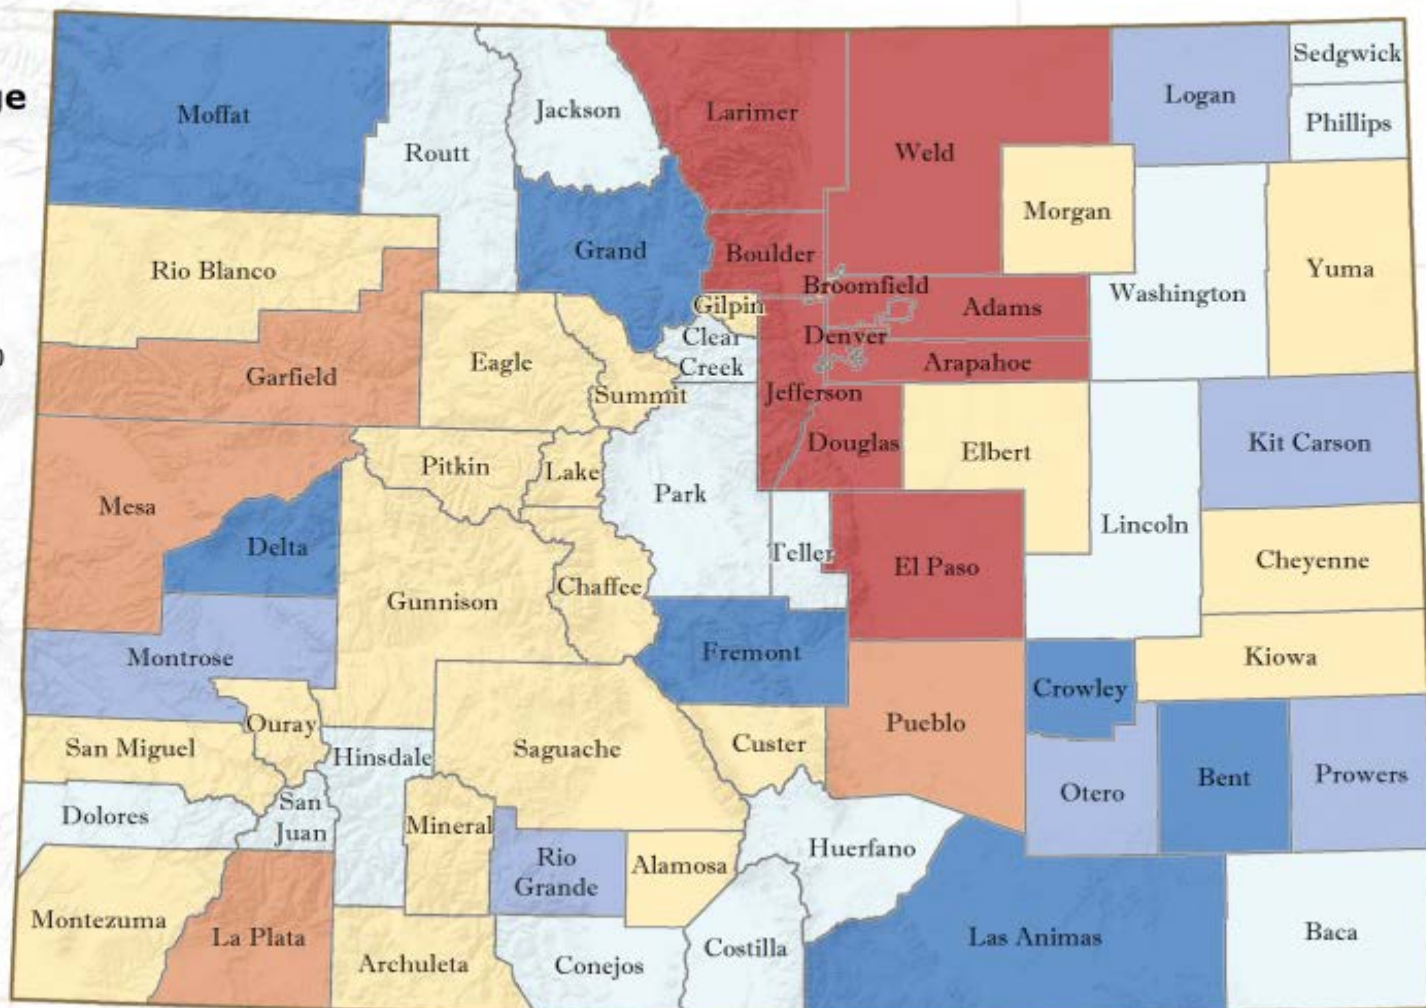 ge
0
Moffat
Routt
Jackson
Larimer
Weld
Logan
Sedgwick
Phillips
Morgan
Rio Blanco
Grand
Boulder
Yuma
Washington
Broomfield
Gilpin
Adams
Clear
Creek
Denver
Arapahoe
Garfield
Eagle
Summit
Jefferson
Douglas
Elbert
Kit Carson
Pitkin
Lake
Park
Mesa
Lincoln
Delta
Teller
El Paso
Cheyenne
Chaffee
Gunnison
Montrose
Fremont
Kiowa
Crowley
Ouray
Pueblo
San Miguel
Hinsdale
Saguache
Custer
Otero
Bent
Prowers
Dolores
San
Juan
Mineral
Rio
Grande
Alamosa
Huerfano
Montezuma
La Plata
Archuleta
Conejos
Costilla
Las Animas
Baca